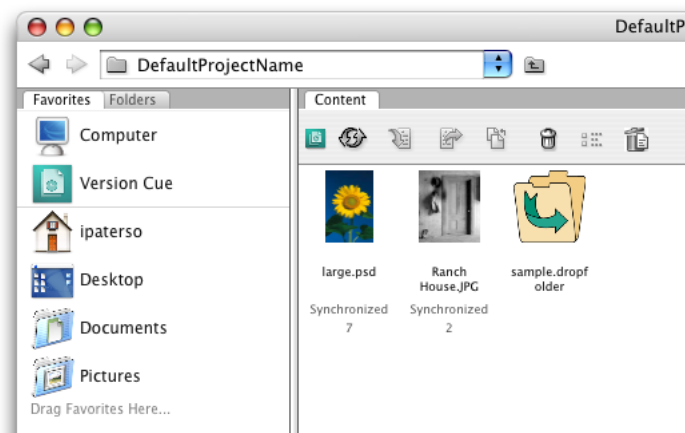 DefaultP
DefaultProjectName
Favorites Folders
Content
Computer
Version Cue
ipaterso
Desktop
Documents
Pictures
Drag Favorites Here...
large.psd
Synchronized
7
Ranch
House.JPG
Synchronized
2
sample.dropf
older